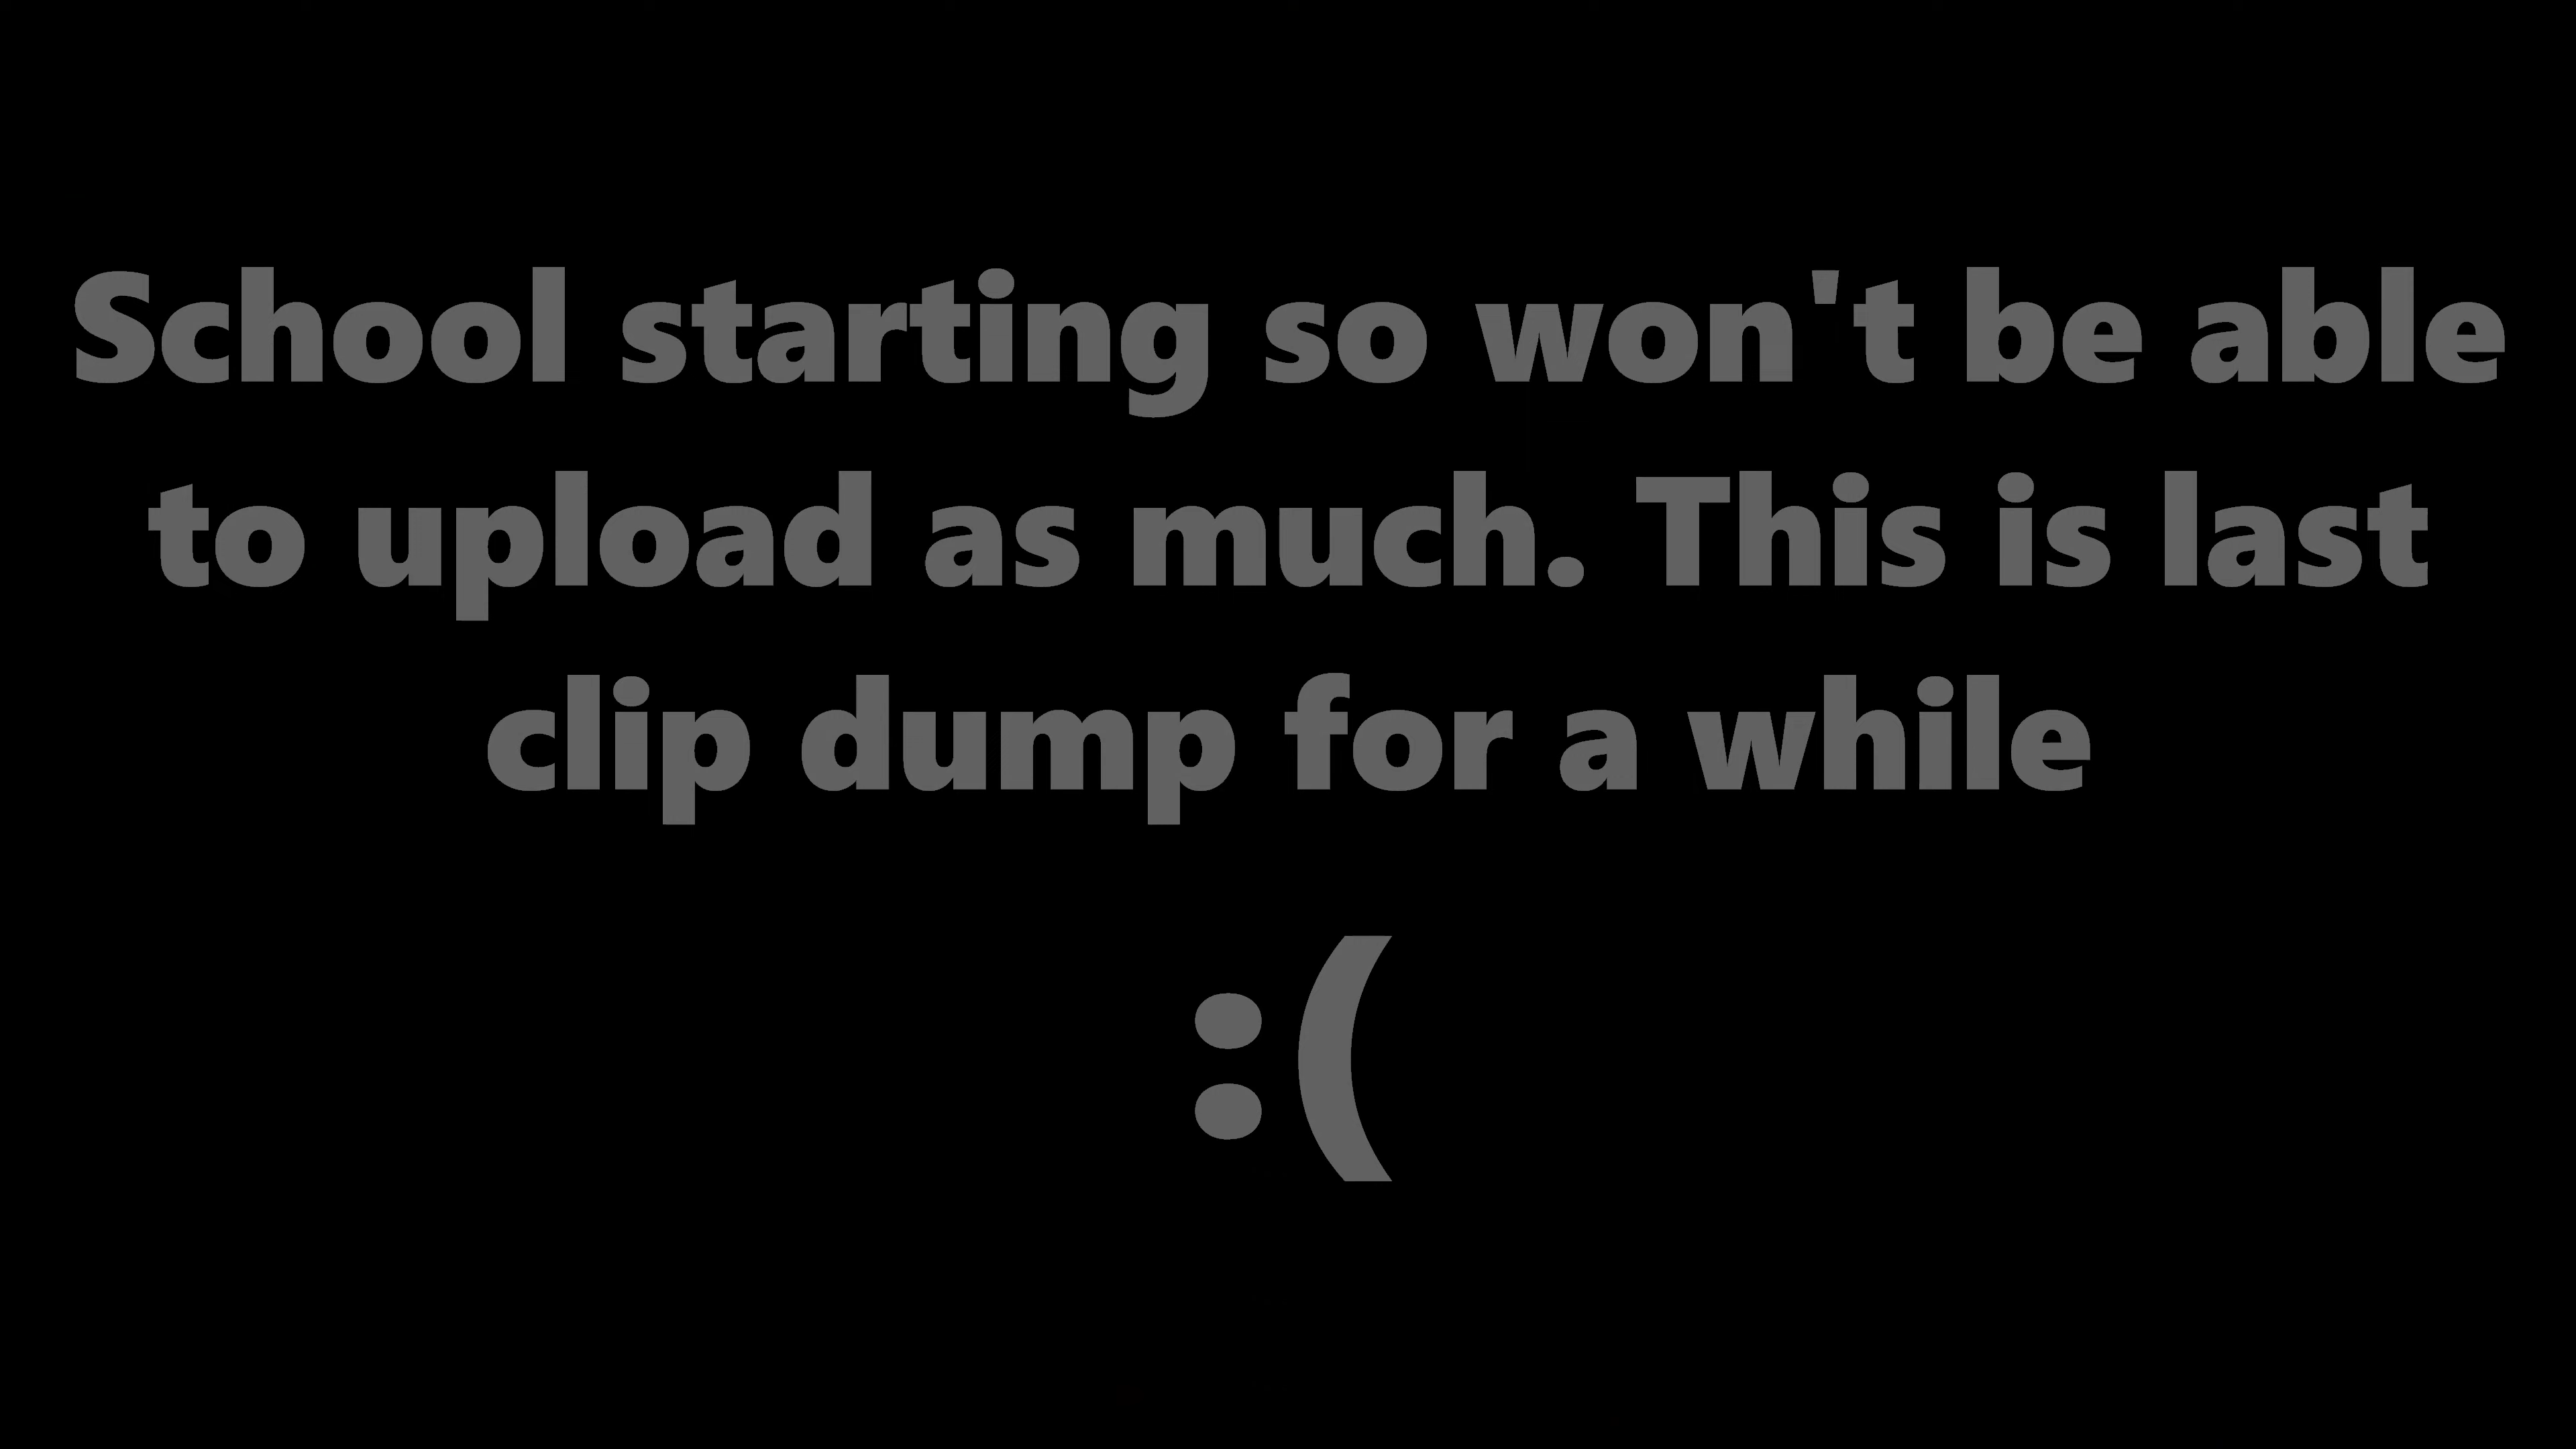 School starting so won't be able
to upload as much. This is last
clip dump for a while
:(